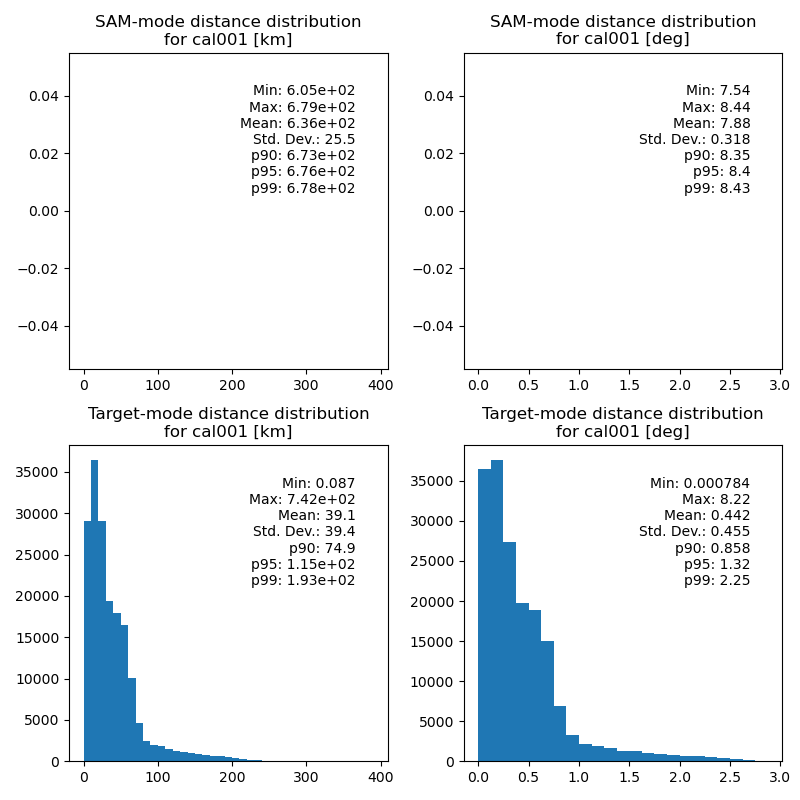 SAM-mode distance distribution
for cal001 [km]
Min: 6.05e+02
Max: 6.79e+02
Mean: 6.36e+02
Std. Dev.: 25.5
p90: 6.73e+02
p95: 6.76e+02
p99: 6.78e+02
0.04
0.02
0.00
−0.02
−0.04
0 100 200 300 400
SAM-mode distance distribution
for cal001 [deg]
Min: 7.54
Max: 8.44
Mean: 7.88
Std. Dev.: 0.318
p90: 8.35
p95: 8.4
p99: 8.43
0.04
0.02
0.00
−0.02
−0.04
0.0 0.5 1.0 1.5 2.0 2.5 3.0
Target-mode distance distribution
for cal001 [km]
Min: 0.087
Max: 7.42e+02
Mean: 39.1
Std. Dev.: 39.4
p90: 74.9
p95: 1.15e+02
p99: 1.93e+02
35000
30000
25000
20000
15000
10000
5000
0
0 100 200 300 400
Target-mode distance distribution
for cal001 [deg]
Min: 0.000784
Max: 8.22
Mean: 0.442
Std. Dev.: 0.455
p90: 0.858
p95: 1.32
p99: 2.25
35000
30000
25000
20000
15000
10000
5000
0
0.0 0.5 1.0 1.5 2.0 2.5 3.0